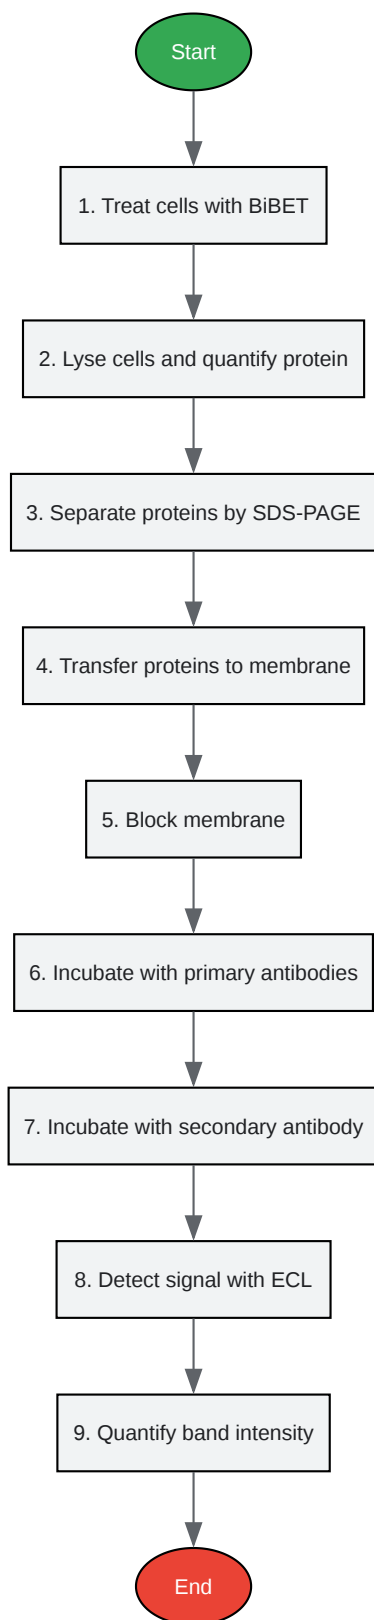 Start
1. Treat cells with BiBET
2. Lyse cells and quantify protein
3. Separate proteins by SDS-PAGE
4. Transfer proteins to membrane
5. Block membrane
6. Incubate with primary antibodies
7. Incubate with secondary antibody
8. Detect signal with ECL
9. Quantify band intensity
End